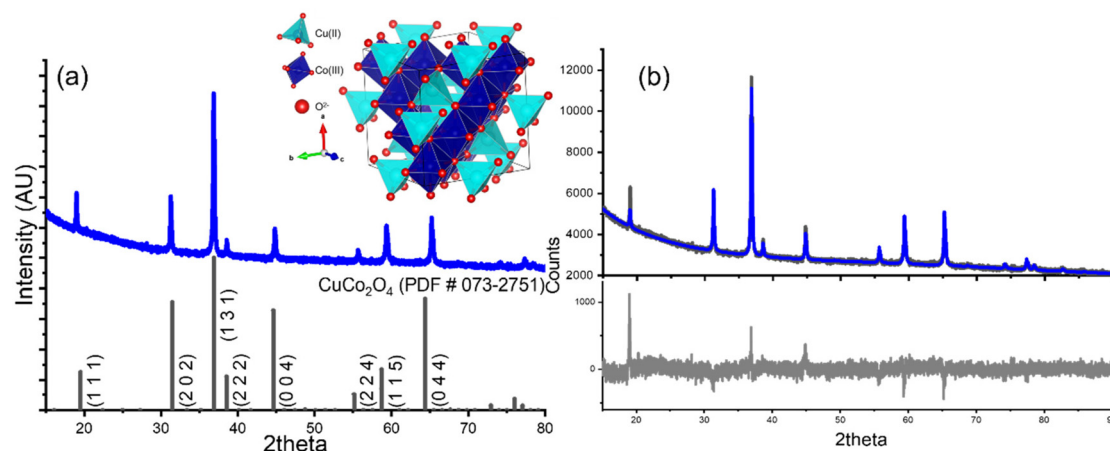 (a)
Cu(II)
Co(III)
O2-
a
b
c
Intensity (AU)
CuCo2O4 (PDF # 073-2751)
(1 1 1)
(2 0 2)
(1 3 1)
(2 2 2)
(0 0 4)
(2 2 4)
(1 1 5)
(0 4 4)
20 30 40 50 60 70 80
2theta
(b)
12000
10000
8000
6000
4000
2000
Counts
1000
0
15 20 30 40 50 60 70 80 90
2theta